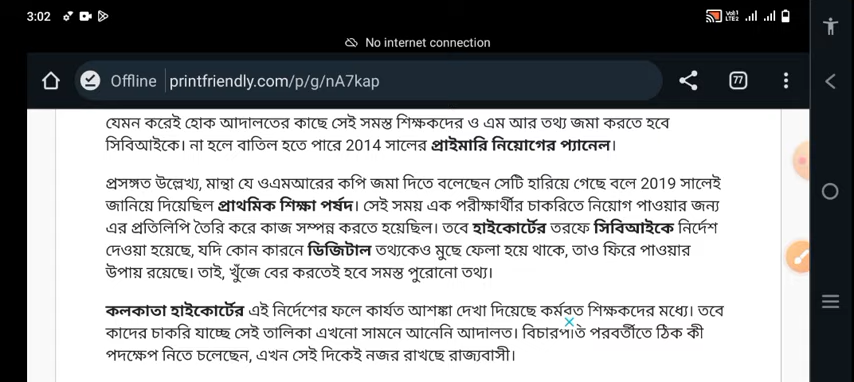 3:02
Vo1) LTE2
No internet connection
Offline printfriendly.com/p/g/nA7kap
77
যেমন করেই হোক আদালতের কাছে সেই সমস্ত শিক্ষকদের ও এম আর তথ্য জমা করতে হবে
সিবিআইকে। না হলে বাতিল হতে পারে 2014 সালের প্রাইমারি নিয়োগের প্যানেল।
প্রসঙ্গত উল্লেখ্য, মান্থা যে ওএমআরের কপি জমা দিতে বলেছেন সেটি হারিয়ে গেছে বলে 2019 সালেই
জানিয়ে দিয়েছিল প্রাথমিক শিক্ষা পর্ষদ। সেই সময় এক পরীক্ষার্থীর চাকরিতে নিয়োগ পাওয়ার জন্য
এর প্রতিলিপি তৈরি করে কাজ সম্পন্ন করতে হয়েছিল। তবে হাইকোর্টের তরফে সিবিআইকে নির্দেশ
দেওয়া হয়েছে, যদি কোন কারনে ডিজিটাল তথ্যকেও মুছে ফেলা হয়ে থাকে, তাও ফিরে পাওয়ার
উপায় রয়েছে। তাই, খুঁজে বের করতেই হবে সমস্ত পুরোনো তথ্য।
কলকাতা হাইকোর্টের এই নির্দেশের ফলে কার্যত আশঙ্কা দেখা দিয়েছে কর্মরত শিক্ষকদের মধ্যে। তবে
কাদের চাকরি যাচ্ছে সেই তালিকা এখনো সামনে আনেনি আদালত। বিচারপতি পরবর্তীতে ঠিক কী
পদক্ষেপ নিতে চলেছেন, এখন সেই দিকেই নজর রাখছে রাজ্যবাসী।